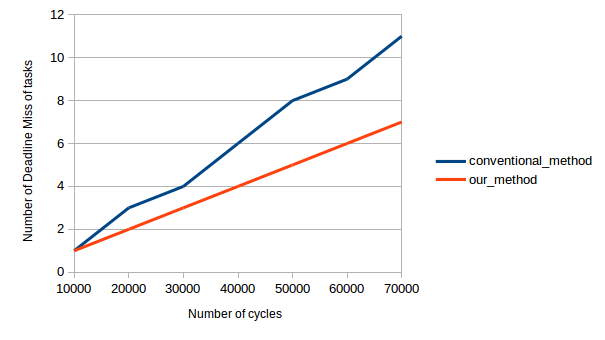 12
10
8
6
4
2
0
Number of Deadline Miss of tasks
10000 20000 30000 40000 50000 60000 70000
Number of cycles
conventional_method
our_method